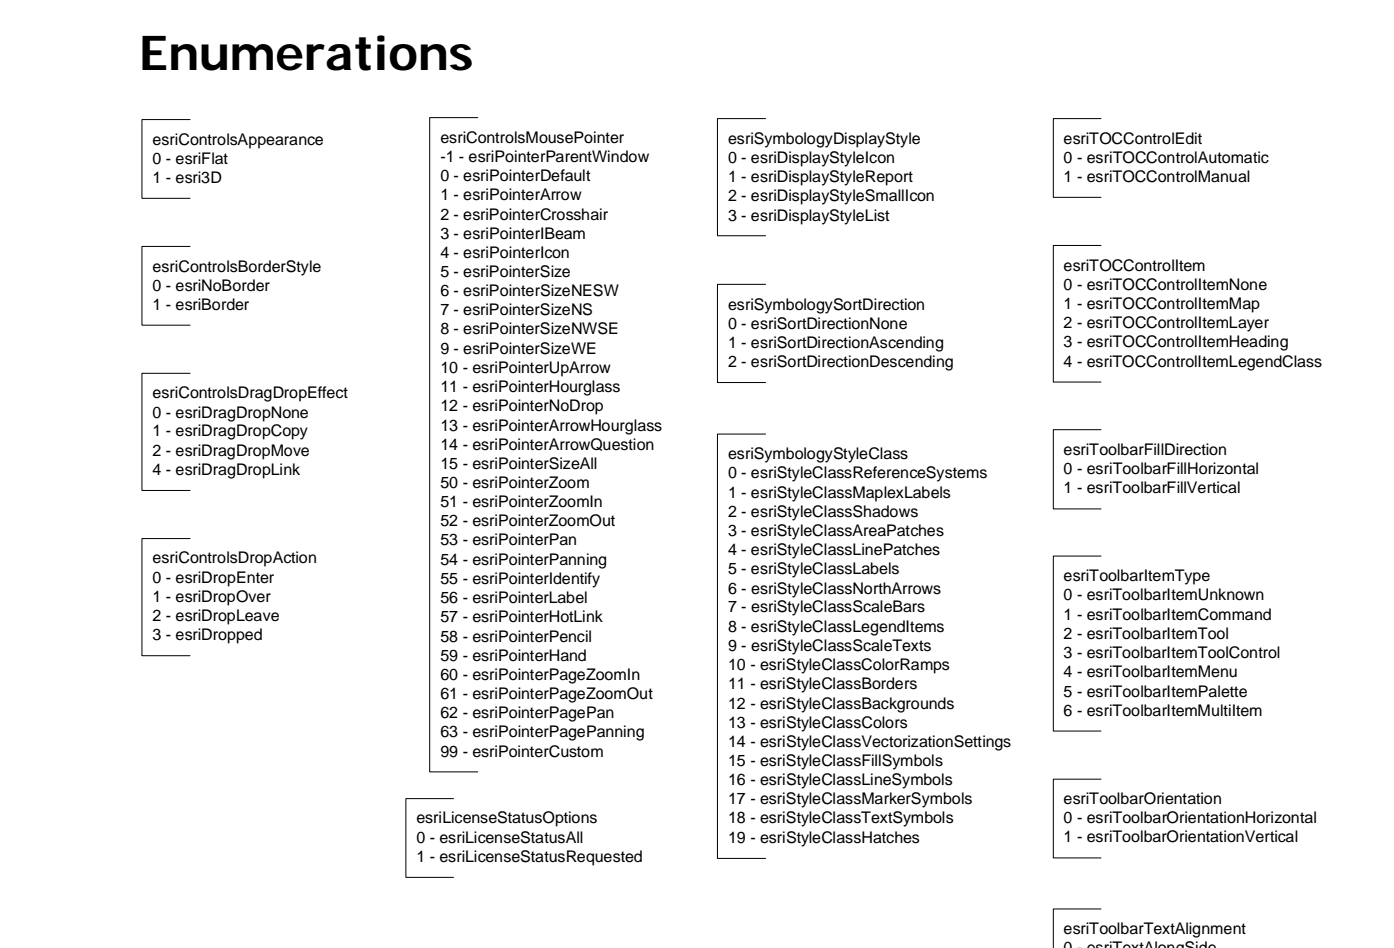 Enumerations
esriControlsAppearance
0 - esriFlat
1 - esri3D
esriControlsBorderStyle
0 - esriNoBorder
1 - esriBorder
esriControlsDragDropEffect
0 - esriDragDropNone
1 - esriDragDropCopy
2 - esriDragDropMove
4 - esriDragDropLink
esriControlsDropAction
0 - esriDropEnter
1 - esriDropOver
2 - esriDropLeave
3 - esriDropped
esriControlsMousePointer
-1 - esriPointerParentWindow
0 - esriPointerDefault
1 - esriPointerArrow
2 - esriPointerCrosshair
3 - esriPointerIBeam
4 - esriPointerIcon
5 - esriPointerSize
6 - esriPointerSizeNESW
7 - esriPointerSizeNS
8 - esriPointerSizeNWSE
9 - esriPointerSizeWE
10 - esriPointerUpArrow
11 - esriPointerHourglass
12 - esriPointerNoDrop
13 - esriPointerArrowHourglass
14 - esriPointerArrowQuestion
15 - esriPointerSizeAll
50 - esriPointerZoom
51 - esriPointerZoomIn
52 - esriPointerZoomOut
53 - esriPointerPan
54 - esriPointerPanning
55 - esriPointerIdentify
56 - esriPointerLabel
57 - esriPointerHotLink
58 - esriPointerPencil
59 - esriPointerHand
60 - esriPointerPageZoomIn
61 - esriPointerPageZoomOut
62 - esriPointerPagePan
63 - esriPointerPagePanning
99 - esriPointerCustom
esriLicenseStatusOptions
0 - esriLicenseStatusAll
1 - esriLicenseStatusRequested
esriSymbologyDisplayStyle
0 - esriDisplayStyleIcon
1 - esriDisplayStyleReport
2 - esriDisplayStyleSmallIcon
3 - esriDisplayStyleList
esriSymbologySortDirection
0 - esriSortDirectionNone
1 - esriSortDirectionAscending
2 - esriSortDirectionDescending
esriSymbologyStyleClass
0 - esriStyleClassReferenceSystems
1 - esriStyleClassMaplexLabels
2 - esriStyleClassShadows
3 - esriStyleClassAreaPatches
4 - esriStyleClassLinePatches
5 - esriStyleClassLabels
6 - esriStyleClassNorthArrows
7 - esriStyleClassScaleBars
8 - esriStyleClassLegendItems
9 - esriStyleClassScaleTexts
10 - esriStyleClassColorRamps
11 - esriStyleClassBorders
12 - esriStyleClassBackgrounds
13 - esriStyleClassColors
14 - esriStyleClassVectorizationSettings
15 - esriStyleClassFillSymbols
16 - esriStyleClassLineSymbols
17 - esriStyleClassMarkerSymbols
18 - esriStyleClassTextSymbols
19 - esriStyleClassHatches
esriTOCControlEdit
0 - esriTOCControlAutomatic
1 - esriTOCControlManual
esriTOCControlItem
0 - esriTOCControlItemNone
1 - esriTOCControlItemMap
2 - esriTOCControlItemLayer
3 - esriTOCControlItemHeading
4 - esriTOCControlItemLegendClass
esriToolbarFillDirection
0 - esriToolbarFillHorizontal
1 - esriToolbarFillVertical
esriToolbarItemType
0 - esriToolbarItemUnknown
1 - esriToolbarItemCommand
2 - esriToolbarItemTool
3 - esriToolbarItemToolControl
4 - esriToolbarItemMenu
5 - esriToolbarItemPalette
6 - esriToolbarItemMultiItem
esriToolbarOrientation
0 - esriToolbarOrientationHorizontal
1 - esriToolbarOrientationVertical
esriToolbarTextAlignment
0 - esriTextAlongSide